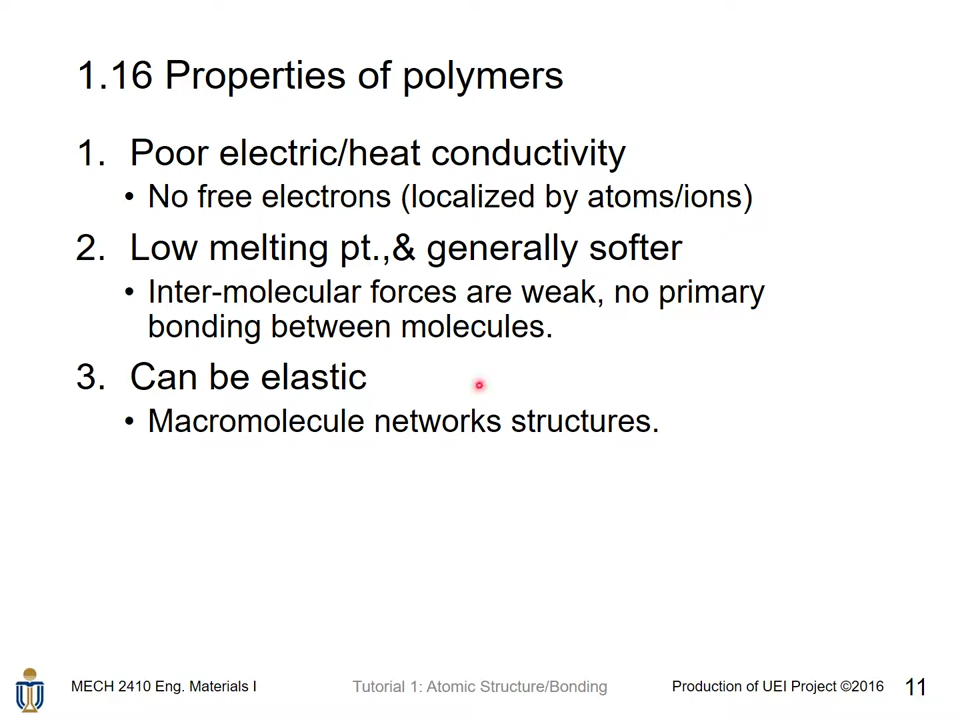 1.16 Properties of polymers
1. Poor electric/heat conductivity
• No free electrons (localized by atoms/ions)
2. Low melting pt.,& generally softer
• Inter-molecular forces are weak, no primary
bonding between molecules.
3. Can be elastic
• Macromolecule networks structures.
MECH 2410 Eng. Materials I
Tutorial 1: Atomic Structure/Bonding
Production of UEI Project ©2016
11